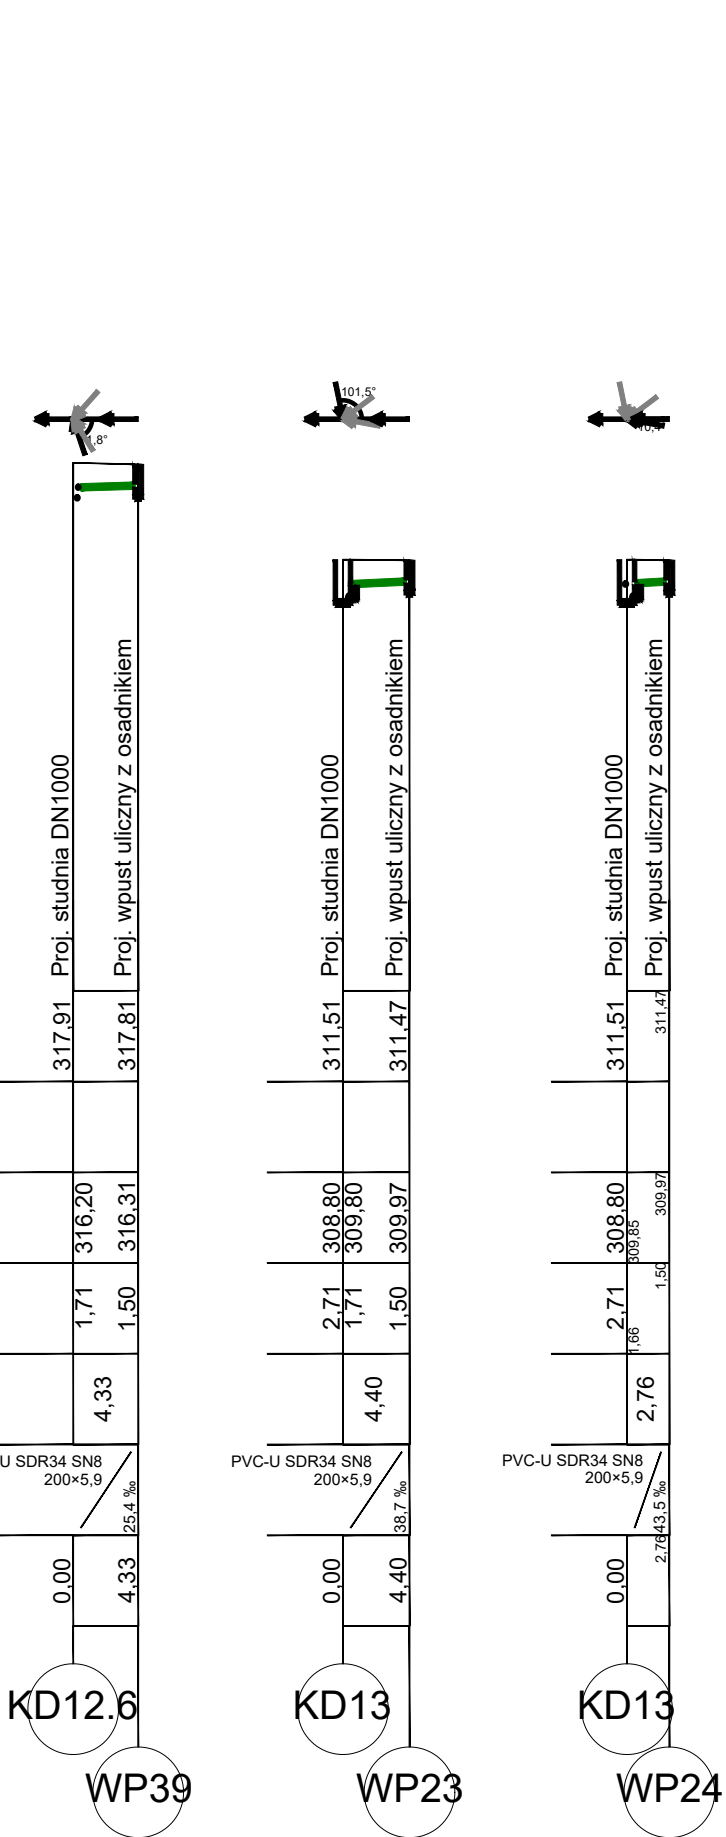 101,5°
1,8°
Proj. studnia DN1000
Proj. wpust uliczny z osadnikiem
Proj. studnia DN1000
Proj. wpust uliczny z osadnikiem
Proj. studnia DN1000
Proj. wpust uliczny z osadnikiem
317,91
317,81
311,51
311,47
311,51
311,47
316,20
316,31
308,80
309,80
309,97
308,80
309,85
309,97
1,71
1,50
2,71
1,71
1,50
2,71
1,66
1,50
4,33
4,40
2,76
U SDR34 SN8
200×5,9
25,4 ‰
PVC-U SDR34 SN8
200×5,9
38,7 ‰
PVC-U SDR34 SN8
200×5,9
43,5 ‰
0,00
4,33
0,00
4,40
0,00
2,76
KD12.6
KD13
KD13
WP39
WP23
WP24